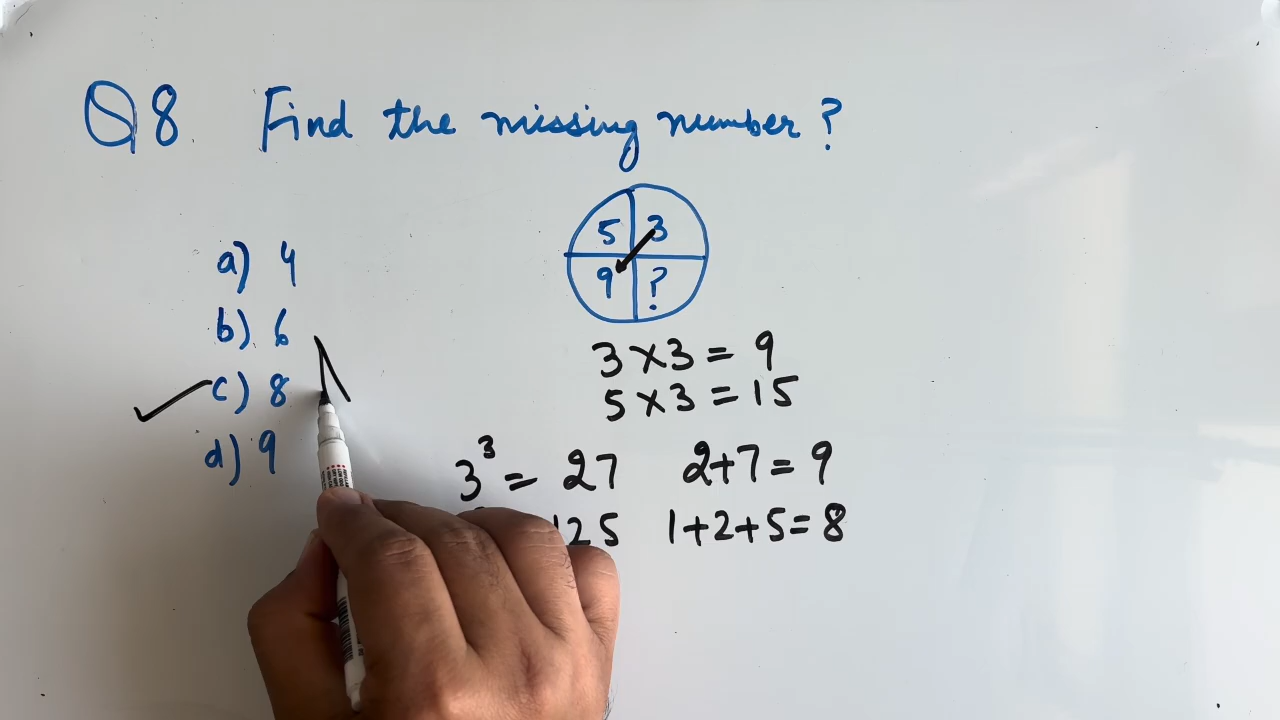 Q8 Find the missing number?
a) 4
b) 6
c) 8
d) 9
5 3
9 ?
3×3 = 9
5×3 = 15
3³ = 27 2+7 = 9
125 1+2+5 = 8